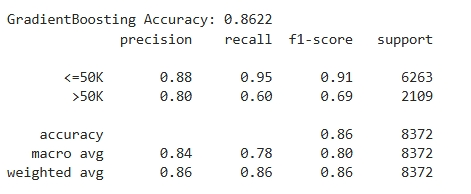 GradientBoosting Accuracy: 0.8622
precision recall f1-score support
<=50K 0.88 0.95 0.91 6263
>50K 0.80 0.60 0.69 2109
accuracy 0.86 8372
macro avg 0.84 0.78 0.80 8372
weighted avg 0.86 0.86 0.86 8372